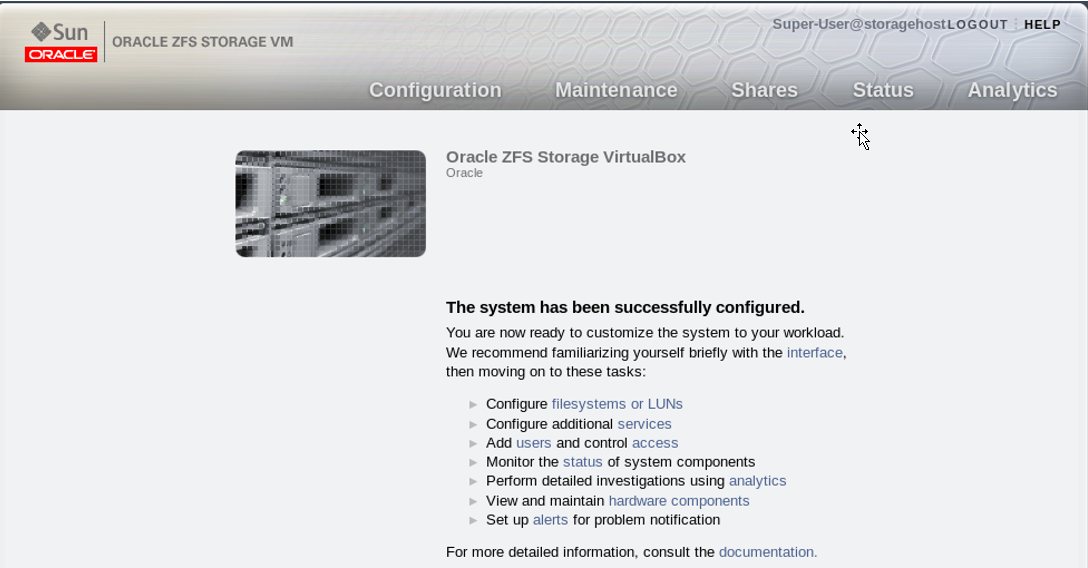 Sun
ORACLE
ORACLE ZFS STORAGE VM
Super-User@storagehost LOGOUT HELP
Configuration Maintenance Shares Status Analytics
Oracle ZFS Storage VirtualBox
Oracle
The system has been successfully configured.
You are now ready to customize the system to your workload.
We recommend familiarizing yourself briefly with the interface,
then moving on to these tasks:
Configure filesystems or LUNs
Configure additional services
Add users and control access
Monitor the status of system components
Perform detailed investigations using analytics
View and maintain hardware components
Set up alerts for problem notification
For more detailed information, consult the documentation.